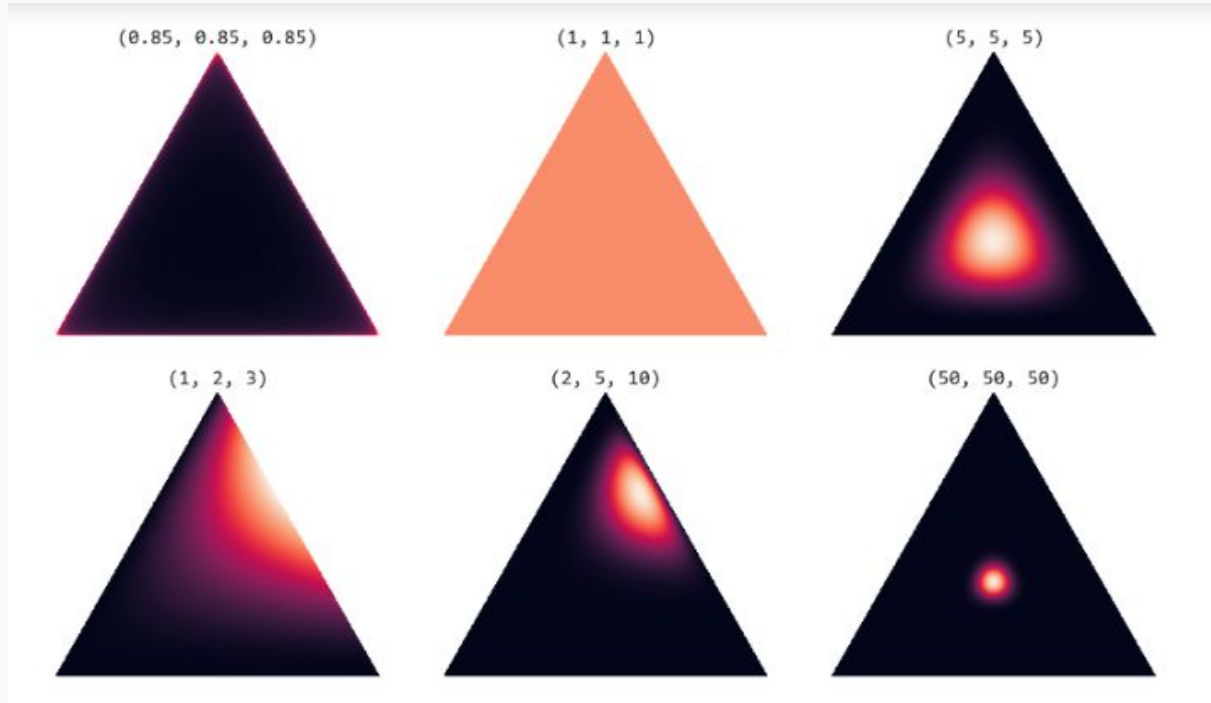 (0.85, 0.85, 0.85)
(1, 1, 1)
(5, 5, 5)
(1, 2, 3)
(2, 5, 10)
(50, 50, 50)